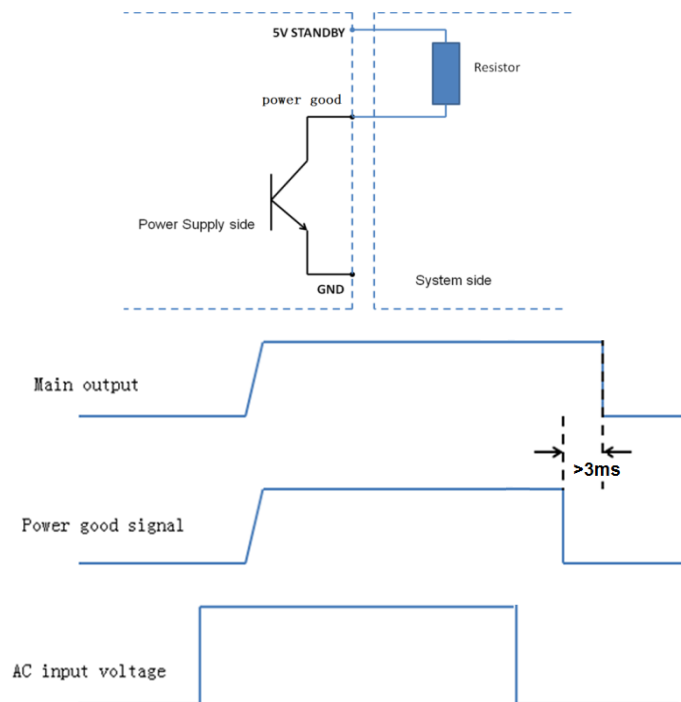 5V STANDBY
Resistor
power good
Power Supply side
System side
GND
Main output
>3ms
Power good signal
AC input voltage